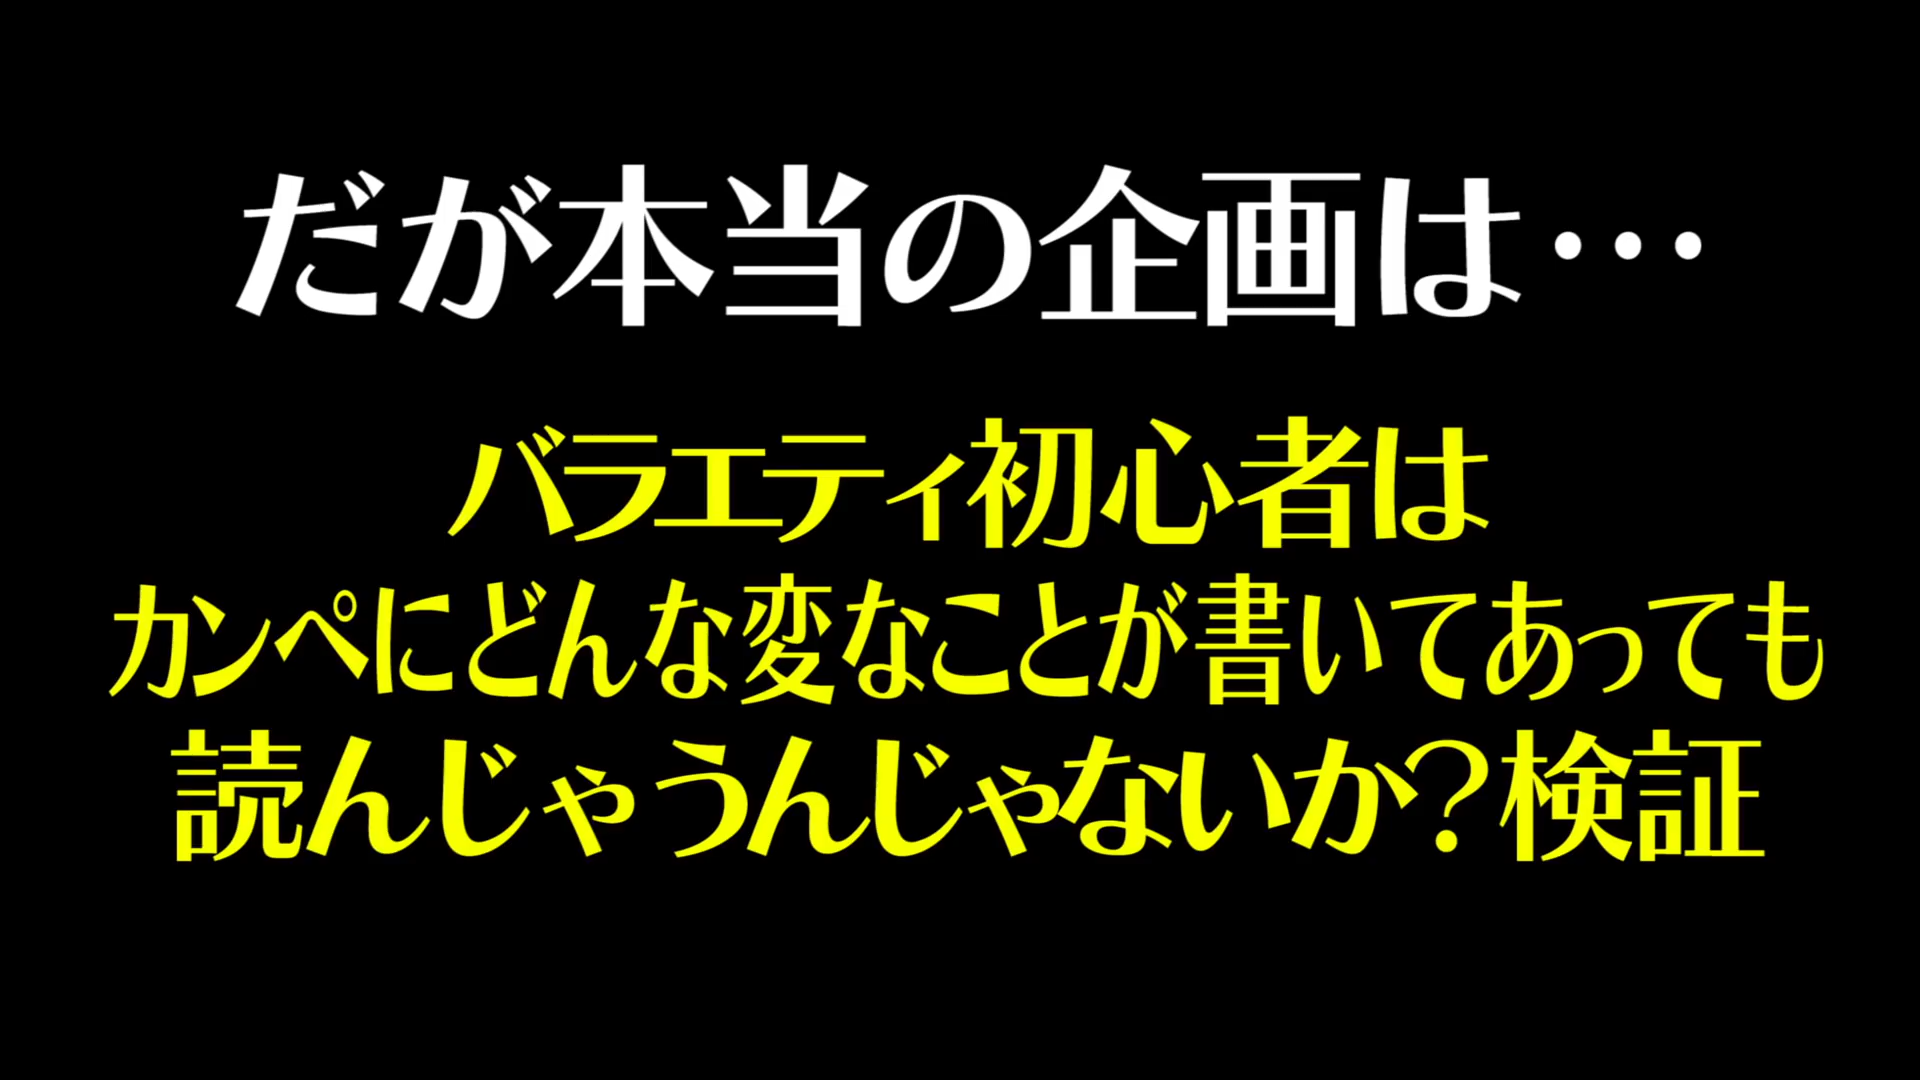 だが本当の企画は…
バラエティ初心者は
カンペにどんな変なことが書いてあっても
読んじゃうんじゃないか?検証